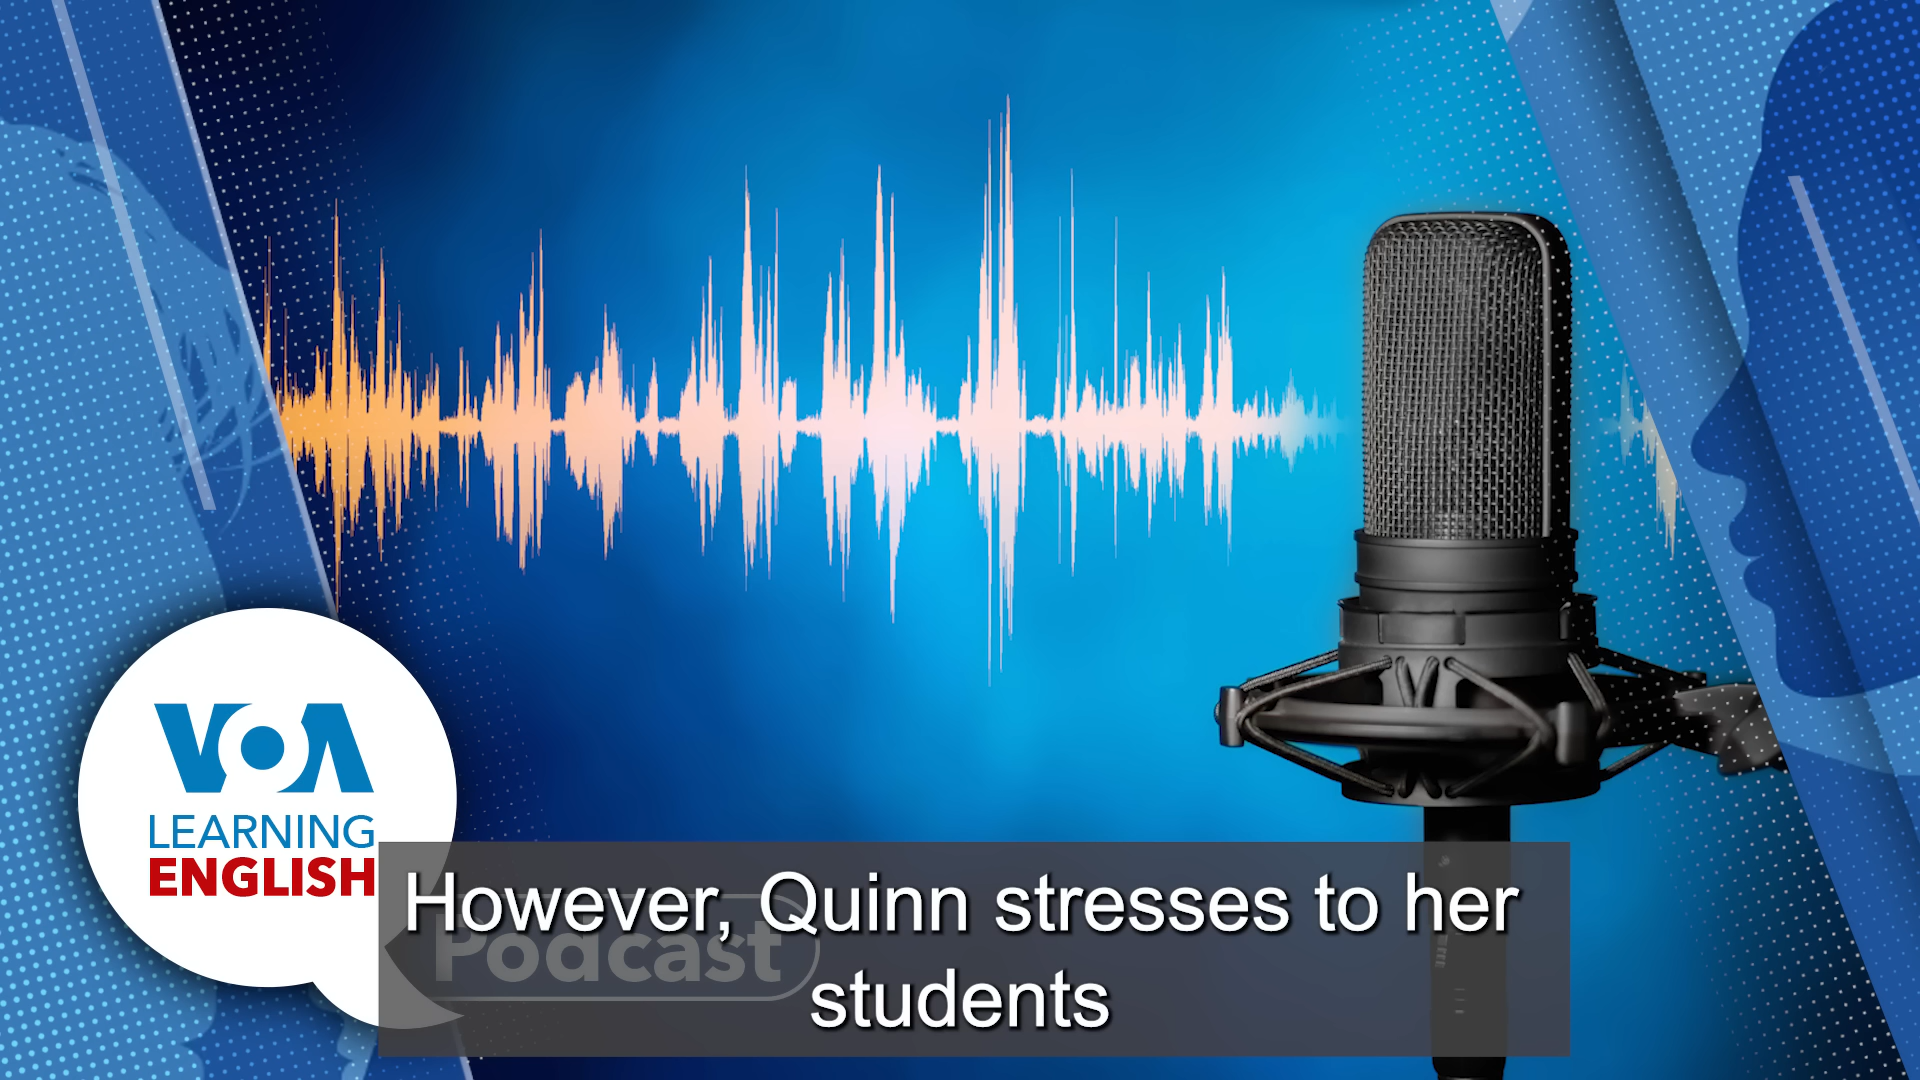 VOA
LEARNING
ENGLISH
Podcast
However, Quinn stresses to her
students